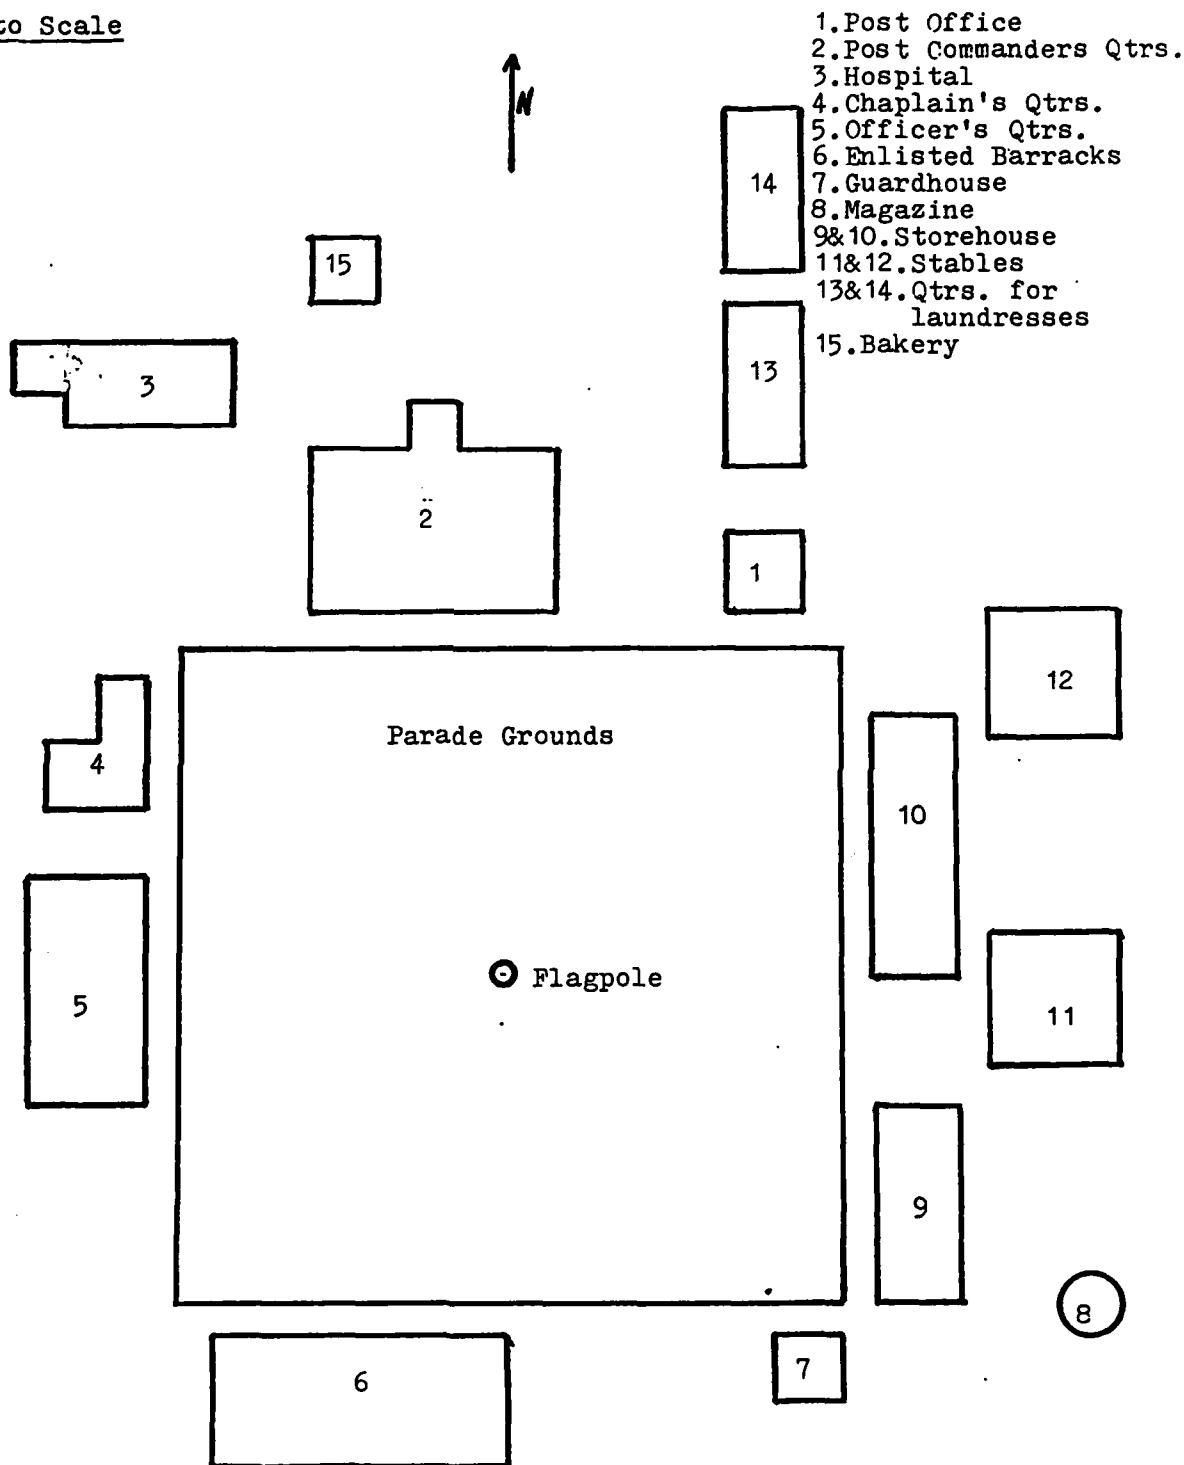 to Scale
1.Post Office
2.Post Commanders Qtrs.
3.Hospital
4.Chaplain's Qtrs.
5.Officer's Qtrs.
6.Enlisted Barracks
7.Guardhouse
8.Magazine
9&10.Storehouse
11&12.Stables
13&14.Qtrs. for
laundresses
15.Bakery
N
14
15
3
13
2
1
12
Parade Grounds
4
10
Flagpole
5
11
9
8
7
6